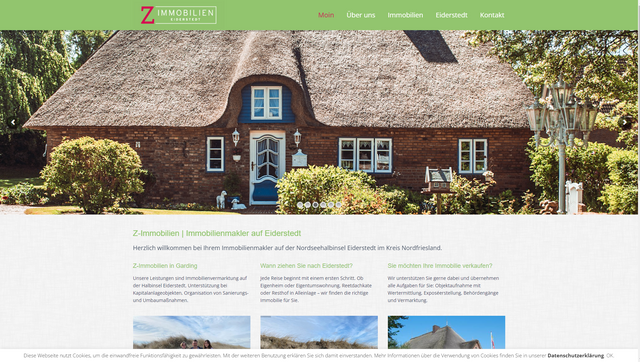 Z IMMOBILIEN
EIDERSTEDT
Moin Über uns Immobilien Eiderstedt Kontakt
Z-Immobilien | Immobilienmakler auf Eiderstedt
Herzlich willkommen bei Ihrem Immobilienmakler auf der Nordseehalbinsel Eiderstedt im Kreis Nordfriesland.
Z-Immobilien in Garding
Unsere Leistungen sind Immobilienvermarktung auf
der Halbinsel Eiderstedt, Unterstützung bei
Kapitalanlageobjekten, Organisation von Sanierungs-
und Umbaumaßnahmen.
Wann ziehen Sie nach Eiderstedt?
Jede Reise beginnt mit einem ersten Schritt. Ob
Eigenheim oder Eigentumswohnung, Reetdachkate
oder Resthof in Alleinlage – wir finden die richtige
Immobilie für Sie.
Sie möchten Ihre Immobilie verkaufen?
Wir unterstützen Sie gerne dabei und übernehmen
alle Aufgaben für Sie: Objektaufnahme mit
Wertermittlung, Exposéerstellung, Behördengänge
und Vermarktung.
Diese Webseite nutzt Cookies, um die einwandfreie Funktionsfähigkeit zu gewährleisten. Mit der weiteren Benutzung erklären Sie sich damit einverstanden. Mehr Informationen über die Verwendung von Cookies finden Sie in unserer Datenschutzerklärung OK